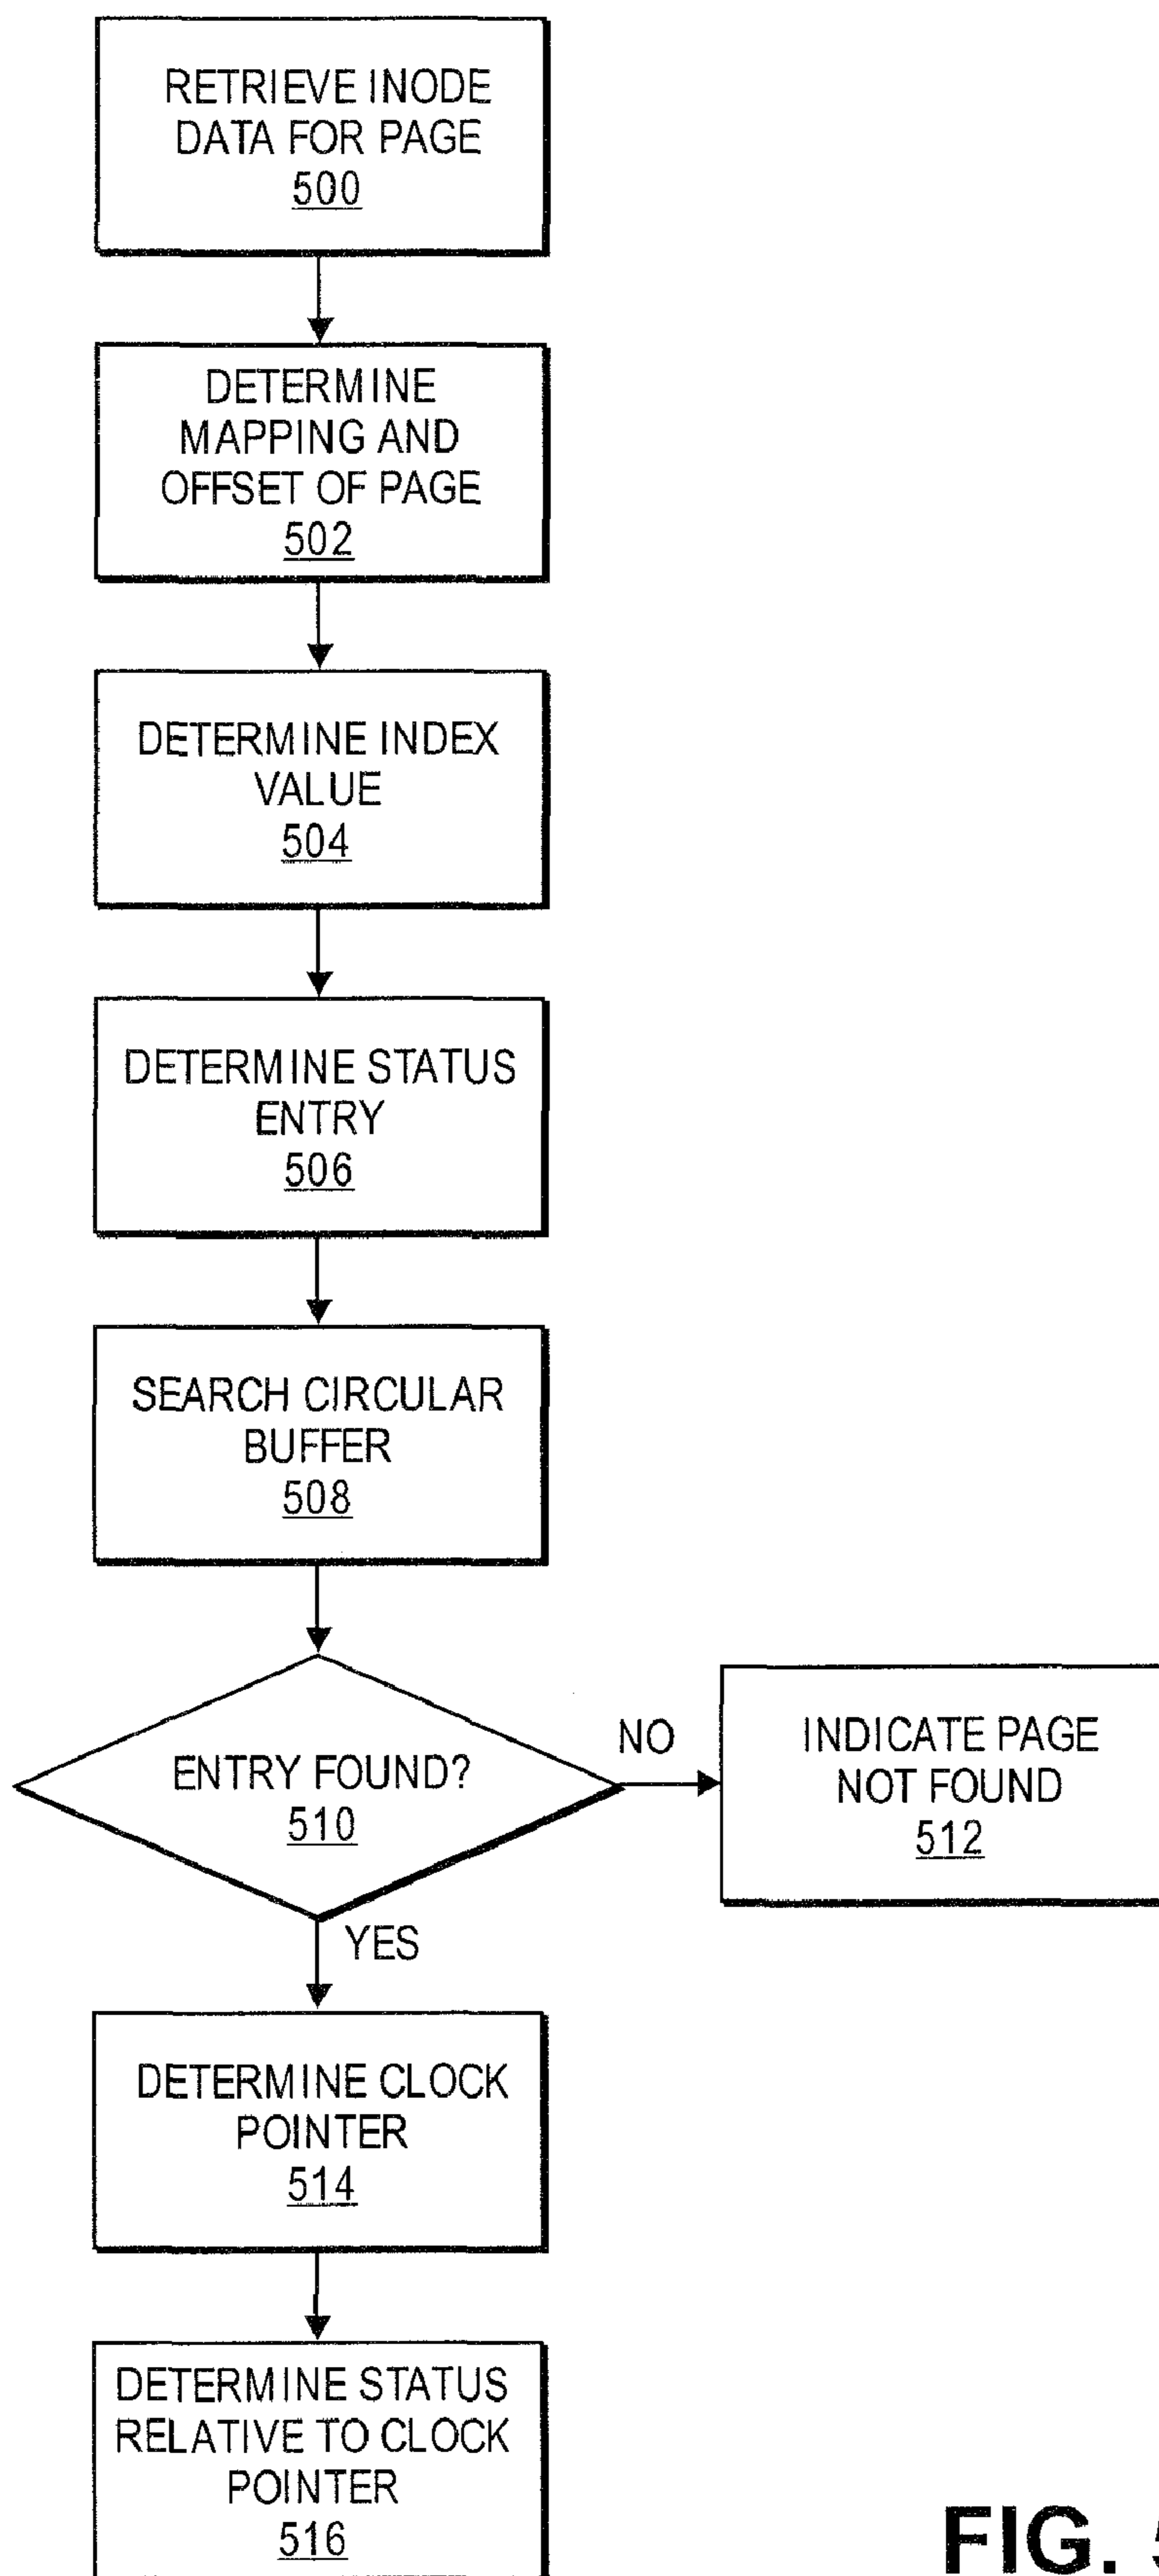 RETRIEVE INODE
DATA FOR PAGE
500
DETERMINE
MAPPING AND
OFFSET OF PAGE
502
DETERMINE INDEX
VALUE
504
DETERMINE STATUS
ENTRY
506
SEARCH CIRCULAR
BUFFER
508
ENTRY FOUND?
510
NO
INDICATE PAGE
NOT FOUND
512
YES
DETERMINE CLOCK
POINTER
514
DETERMINE STATUS
RELATIVE TO CLOCK
POINTER
516
FIG. 5